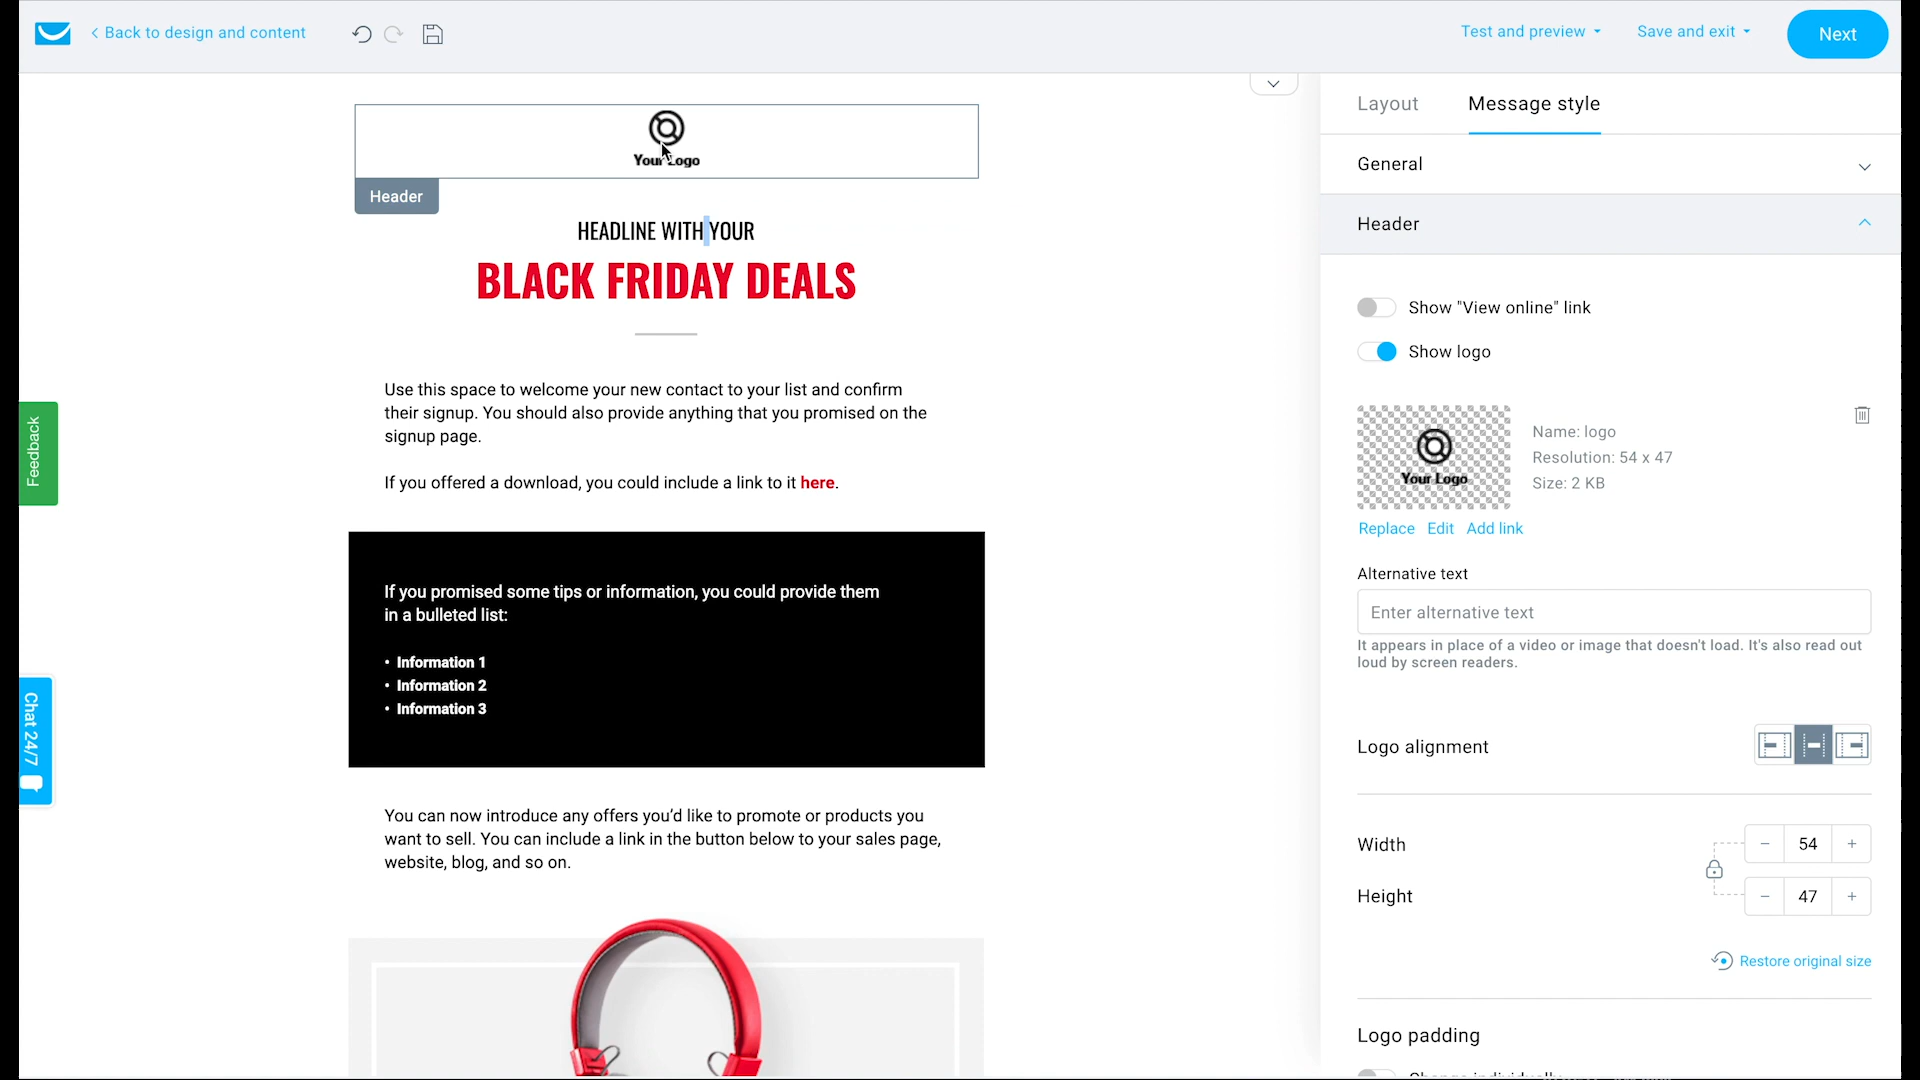 Back to design and content
Test and preview
Save and exit
Next
Your Logo
Header
HEADLINE WITH YOUR
BLACK FRIDAY DEALS
Use this space to welcome your new contact to your list and confirm
their signup. You should also provide anything that you promised on the
signup page.
If you offered a download, you could include a link to it here.
If you promised some tips or information, you could provide them
in a bulleted list:
• Information 1
• Information 2
• Information 3
You can now introduce any offers you'd like to promote or products you
want to sell. You can include a link in the button below to your sales page,
website, blog, and so on.
Feedback
Chat 24/7
Layout
Message style
General
Header
Show "View online" link
Show logo
Your Logo
Name: logo
Resolution: 54 x 47
Size: 2 KB
Replace Edit Add link
Alternative text
Enter alternative text
It appears in place of a video or image that doesn't load. It's also read out
loud by screen readers.
Logo alignment
Width
- 54 +
Height
- 47 +
Restore original size
Logo padding